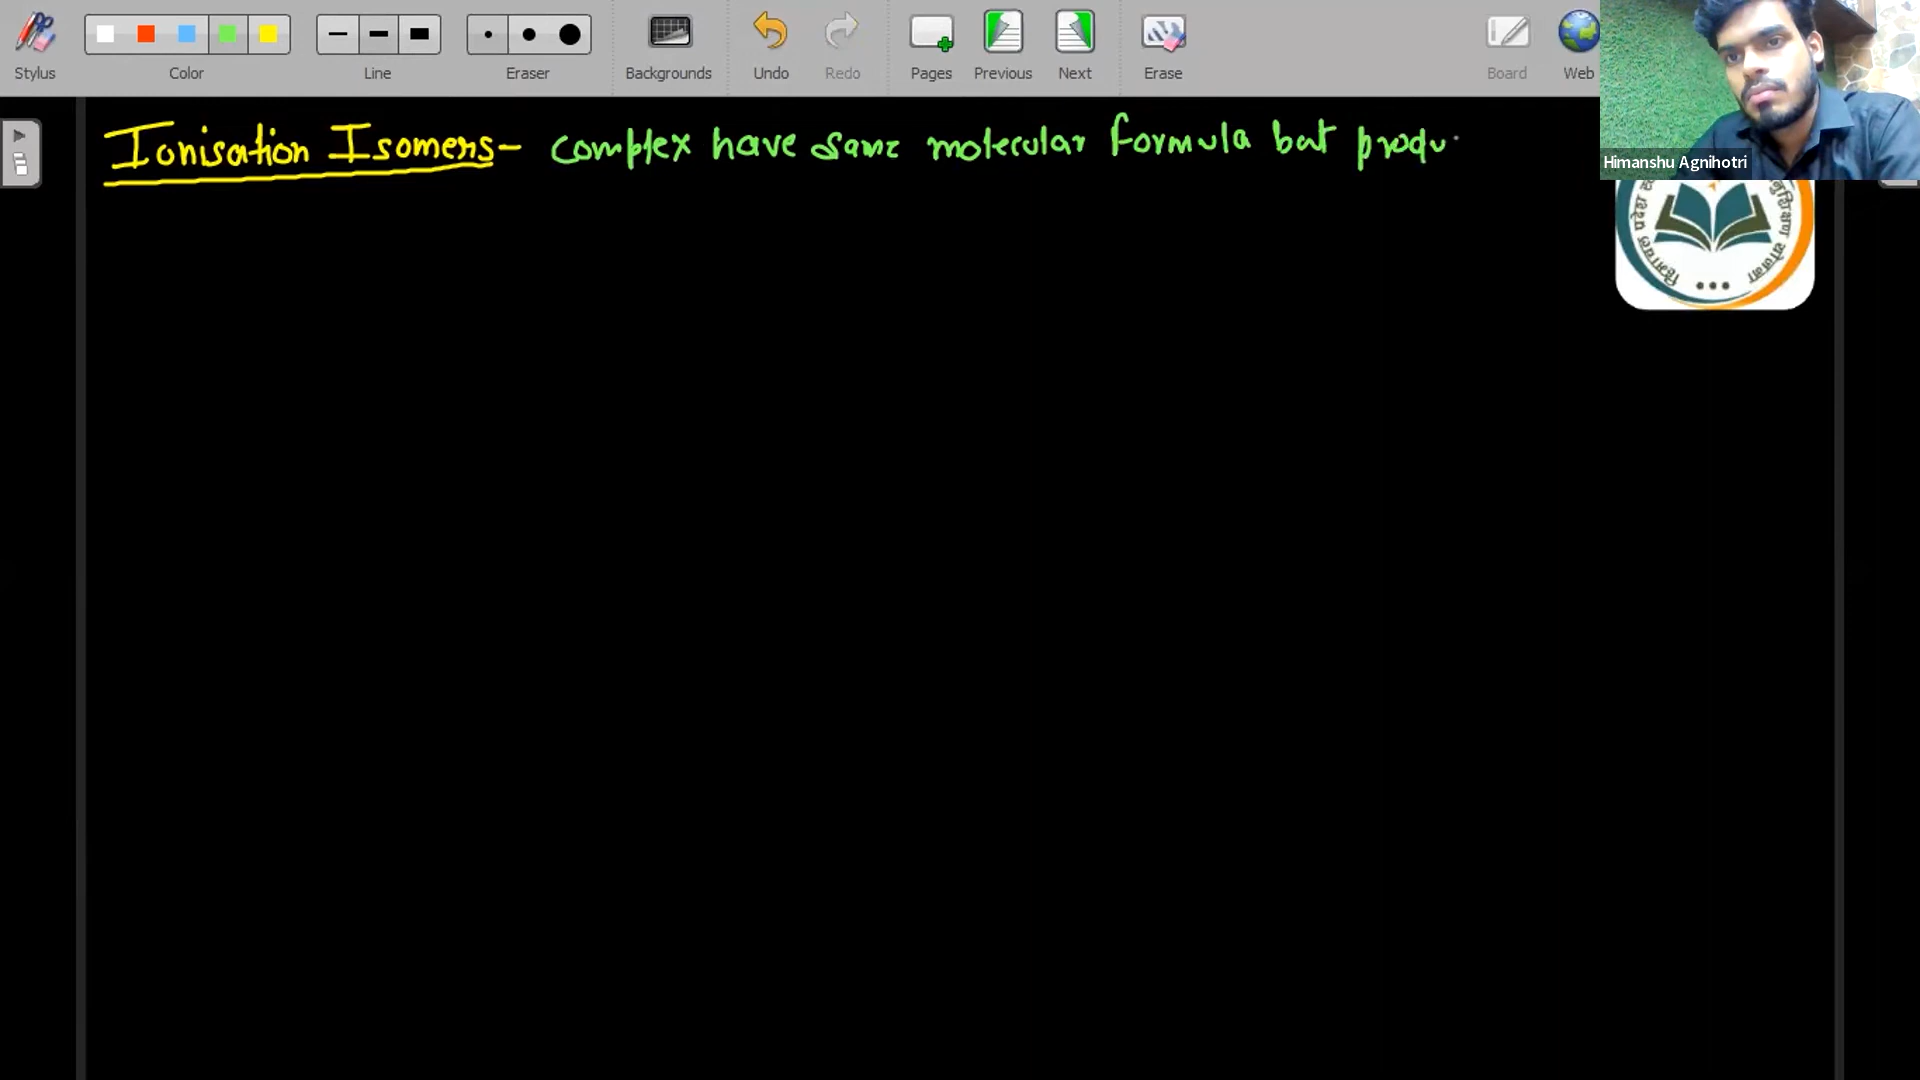 Stylus
Color
Line
Eraser
Backgrounds
Undo
Redo
Pages
Previous
Next
Erase
Board
Web
Himanshu Agnihotri
Ionisation Isomers- complex have same molecular formula but produ